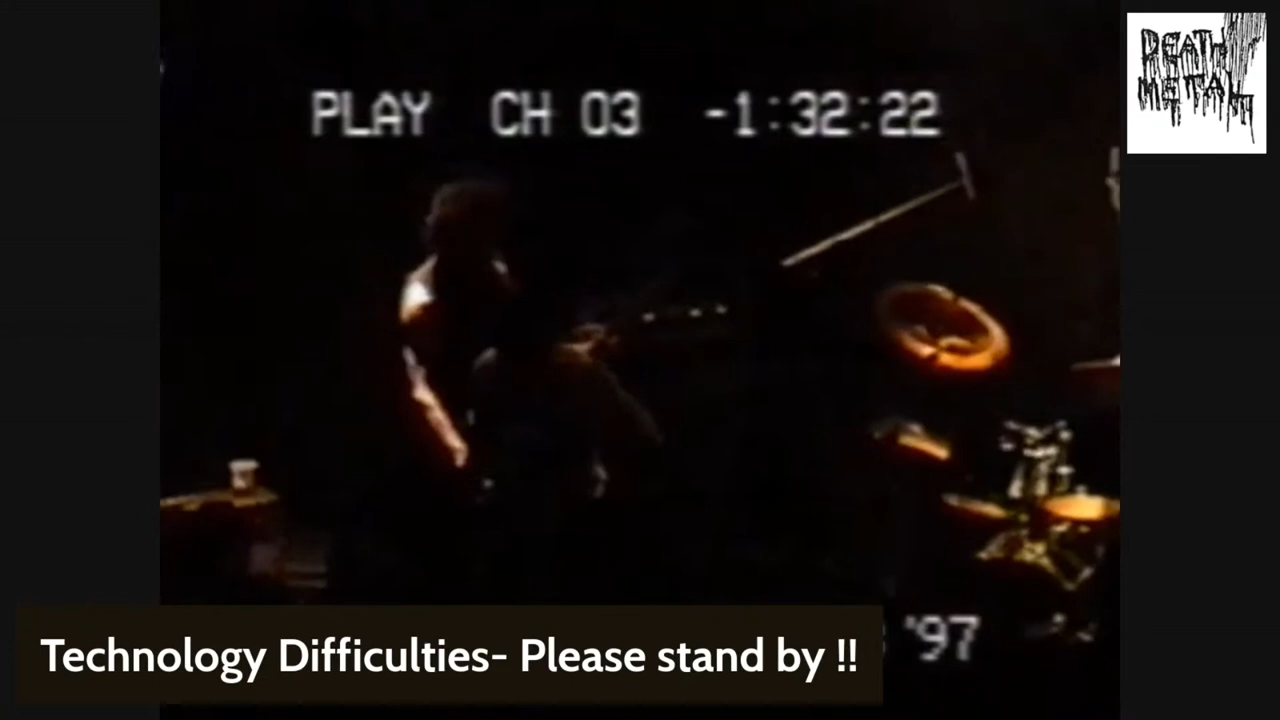 PLAY CH 03 -1:32:22
DEATH
METAL
'97
Technology Difficulties- Please stand by !!